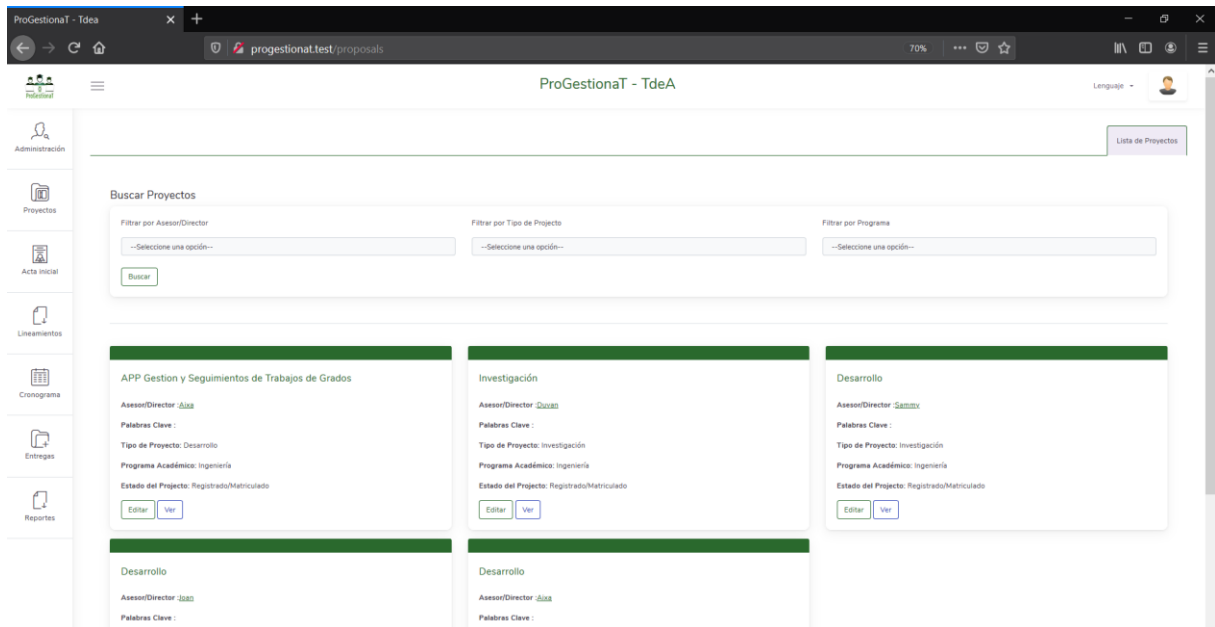 ProGestionaT - Tdea
progestionat.test/proposals
70%
ProGestionaT
ProGestionaT - TdeA
Lenguaje
Administración
Proyectos
Acta inicial
Lineamientos
Cronograma
Entregas
Reportes
Lista de Proyectos
Buscar Proyectos
Filtrar por Asesor/Director
Filtrar por Tipo de Projecto
Filtrar por Programa
--Seleccione una opción--
--Seleccione una opción--
--Seleccione una opción--
Buscar
APP Gestion y Seguimientos de Trabajos de Grados
Asesor/Director :Aixa
Palabras Clave :
Tipo de Proyecto: Desarrollo
Programa Académico: Ingeniería
Estado del Projecto: Registrado/Matriculado
Editar Ver
Investigación
Asesor/Director :Duvan
Palabras Clave :
Tipo de Proyecto: Investigación
Programa Académico: Ingeniería
Estado del Projecto: Registrado/Matriculado
Editar Ver
Desarrollo
Asesor/Director :Sammy
Palabras Clave :
Tipo de Proyecto: Investigación
Programa Académico: Ingeniería
Estado del Projecto: Registrado/Matriculado
Editar Ver
Desarrollo
Asesor/Director :Joan
Palabras Clave :
Desarrollo
Asesor/Director :Aixa
Palabras Clave :